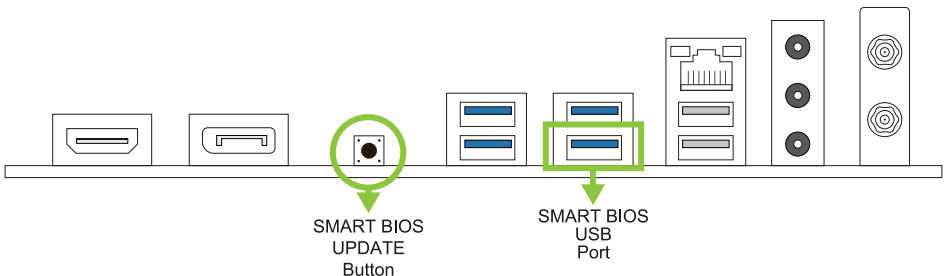 SMART BIOS
UPDATE
Button
SMART BIOS
USB
Port